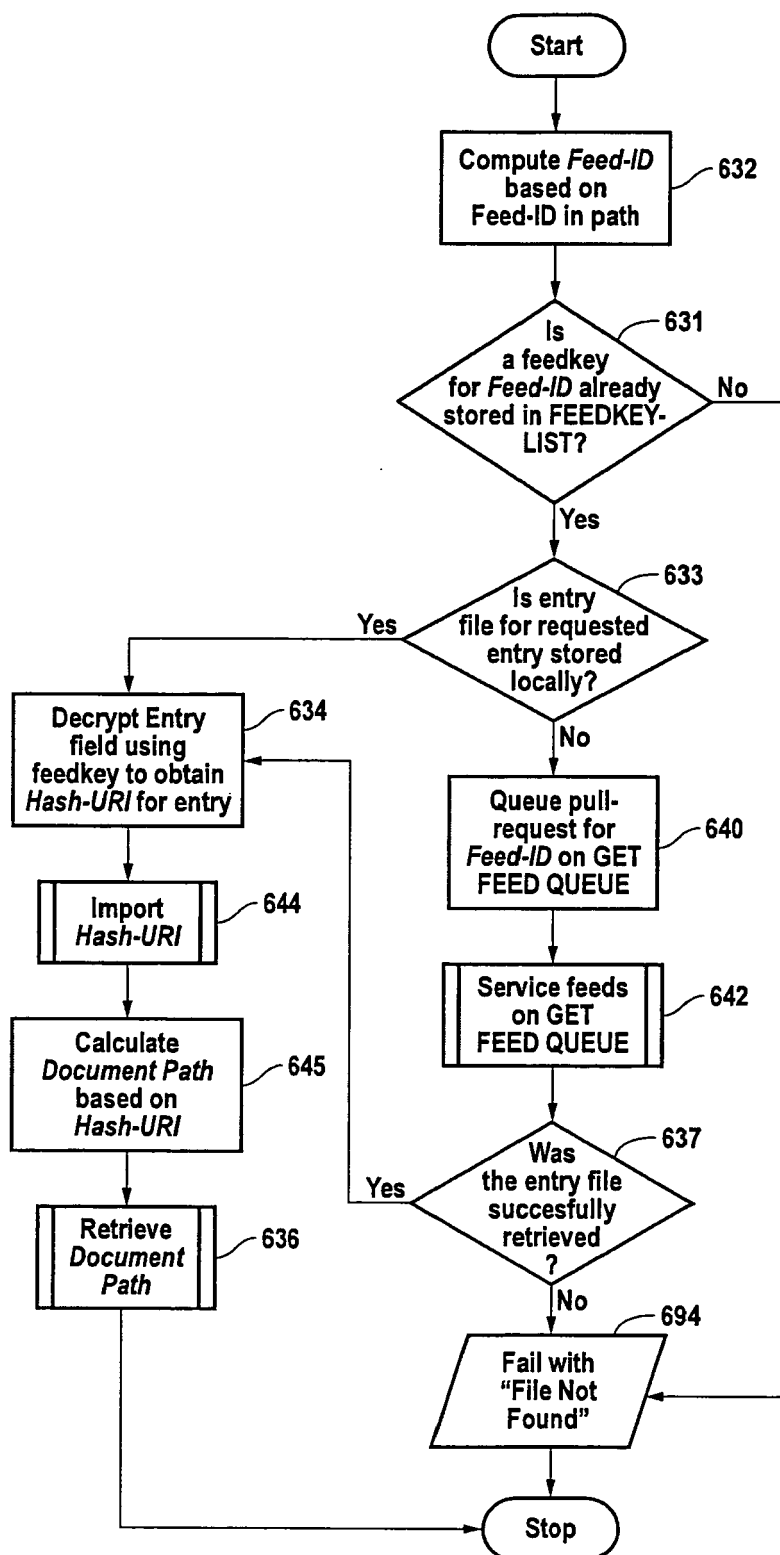 Start
Compute Feed-ID
based on
Feed-ID in path
632
Is
a feedkey
for Feed-ID already
stored in FEEDKEY-
LIST?
631
No
Yes
Is entry
file for requested
entry stored
locally?
633
Yes
No
Decrypt Entry
field using
feedkey to obtain
Hash-URI for entry
634
Queue pull-
request for
Feed-ID on GET
FEED QUEUE
640
Import
Hash-URI
644
Service feeds
on GET
FEED QUEUE
642
Calculate
Document Path
based on
Hash-URI
645
Was
the entry file
succesfully
retrieved
?
637
Yes
No
Retrieve
Document
Path
636
Fail with
“File Not
Found”
694
Stop